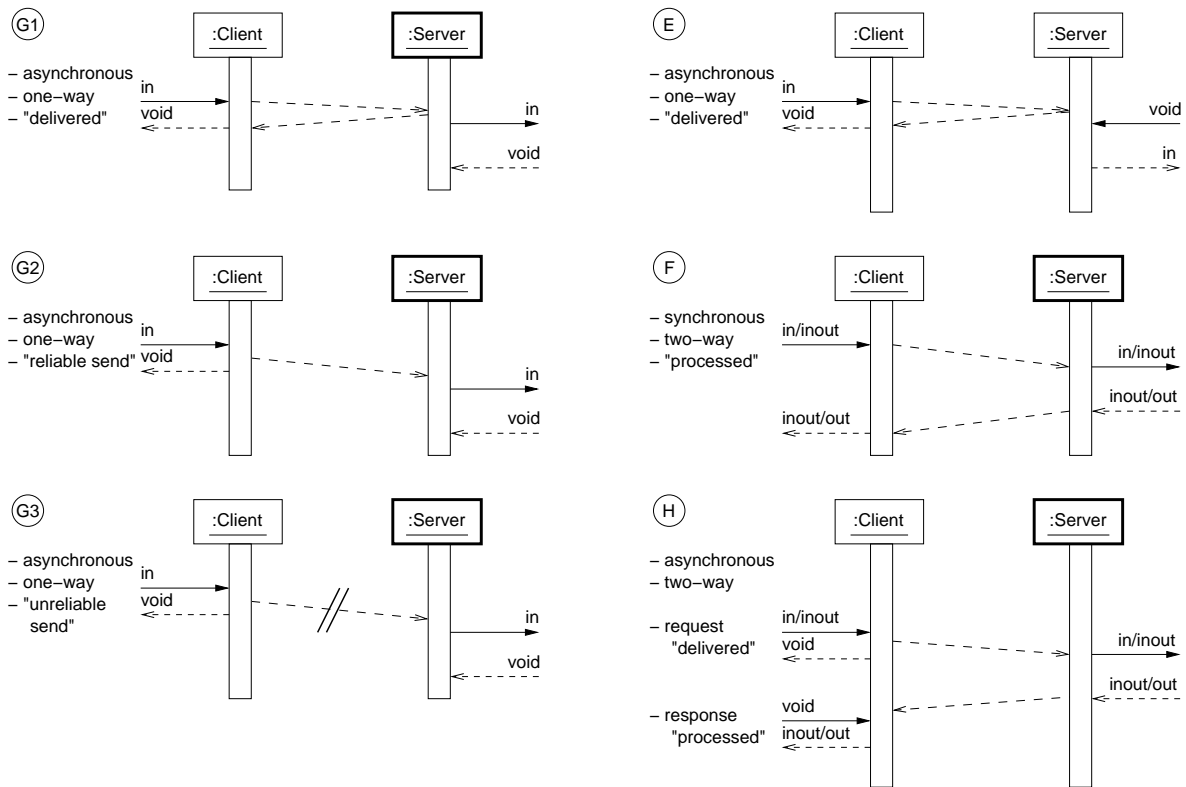 G1
:Client
:Server
– asynchronous
– one−way
– "delivered"
in
void
in
void
E
:Client
:Server
– asynchronous
– one−way
– "delivered"
in
void
void
in
G2
:Client
:Server
– asynchronous
– one−way
– "reliable send"
in
void
in
void
F
:Client
:Server
– synchronous
– two−way
– "processed"
in/inout
in/inout
inout/out
inout/out
G3
:Client
:Server
– asynchronous
– one−way
– "unreliable
send"
in
void
in
void
H
:Client
:Server
– asynchronous
– two−way
– request
"delivered"
in/inout
void
in/inout
inout/out
– response
"processed"
void
inout/out